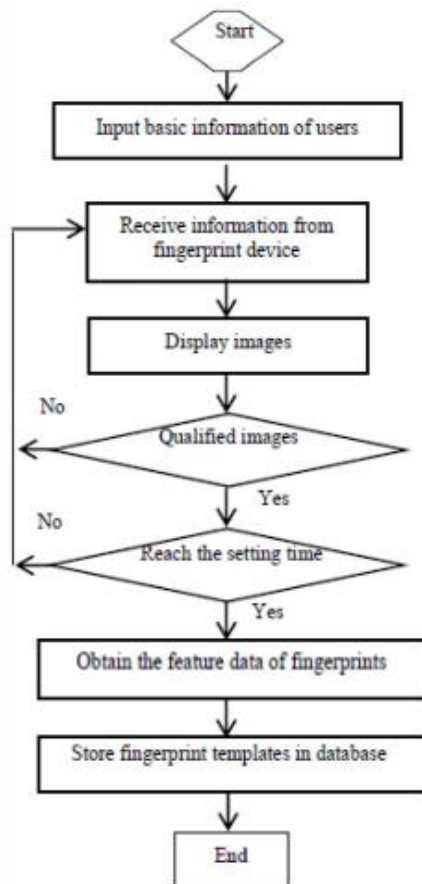 Start
Input basic information of users
Receive information from
fingerprint device
Display images
No
Qualified images
Yes
No
Reach the setting time
Yes
Obtain the feature data of fingerprints
Store fingerprint templates in database
End